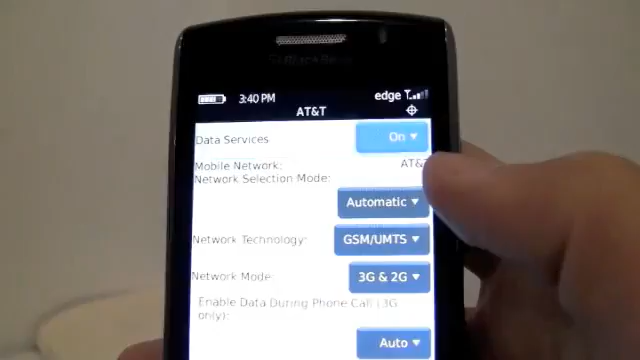 BlackBerry
3:40 PM
edge
AT&T
Data Services
On
Mobile Network:
AT&T
Network Selection Mode:
Automatic
Network Technology:
GSM/UMTS
Network Mode:
3G & 2G
Enable Data During Phone Call (3G
only):
Auto